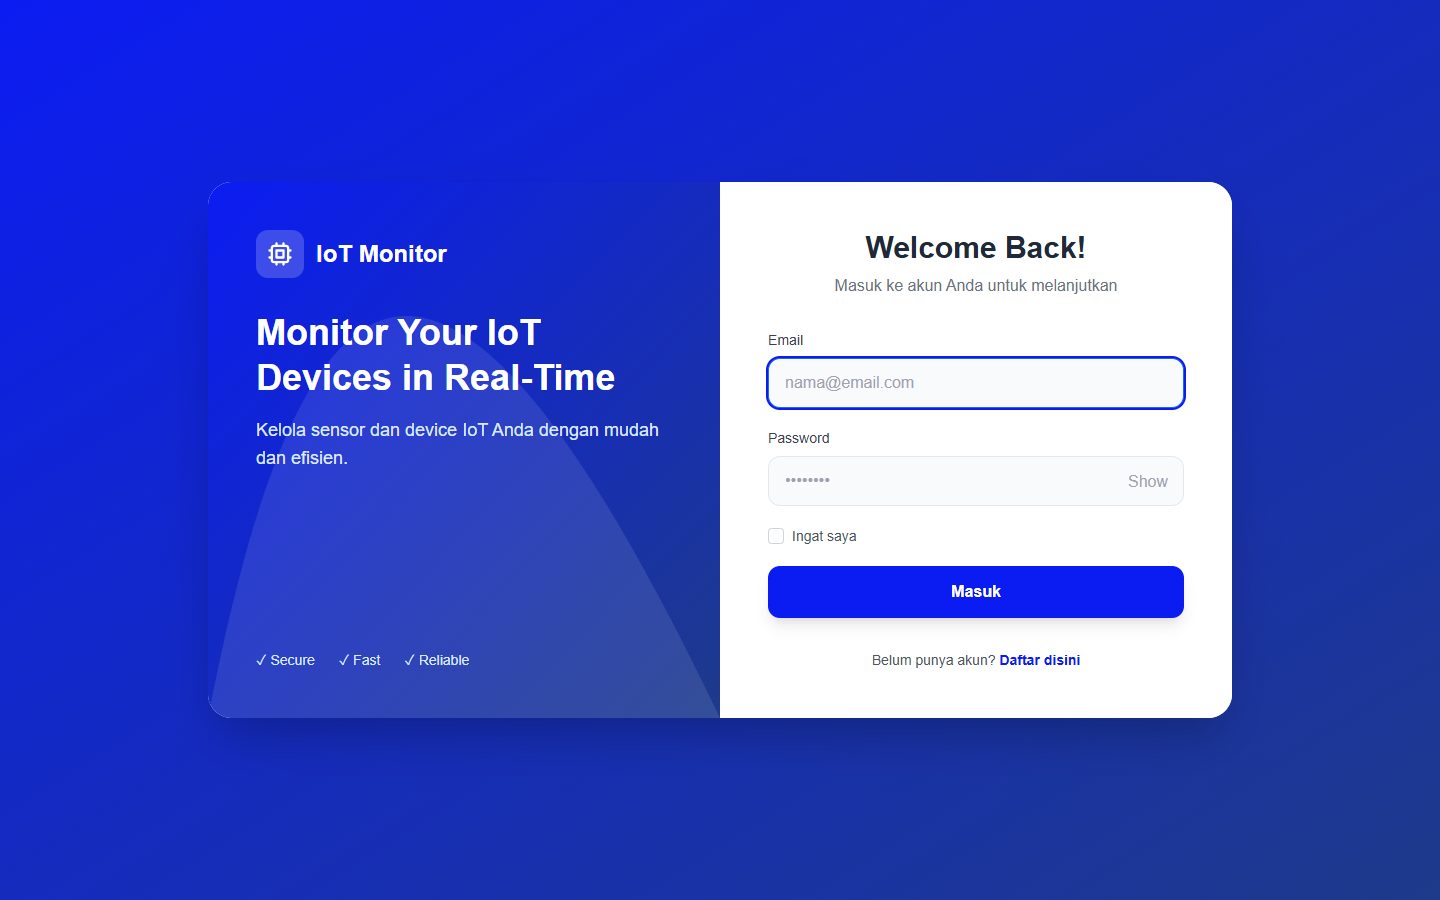 IoT Monitor
Monitor Your IoT
Devices in Real-Time
Kelola sensor dan device IoT Anda dengan mudah
dan efisien.
✓ Secure ✓ Fast ✓ Reliable
Welcome Back!
Masuk ke akun Anda untuk melanjutkan
Email
nama@email.com
Password
•••••••• Show
Ingat saya
Masuk
Belum punya akun? Daftar disini